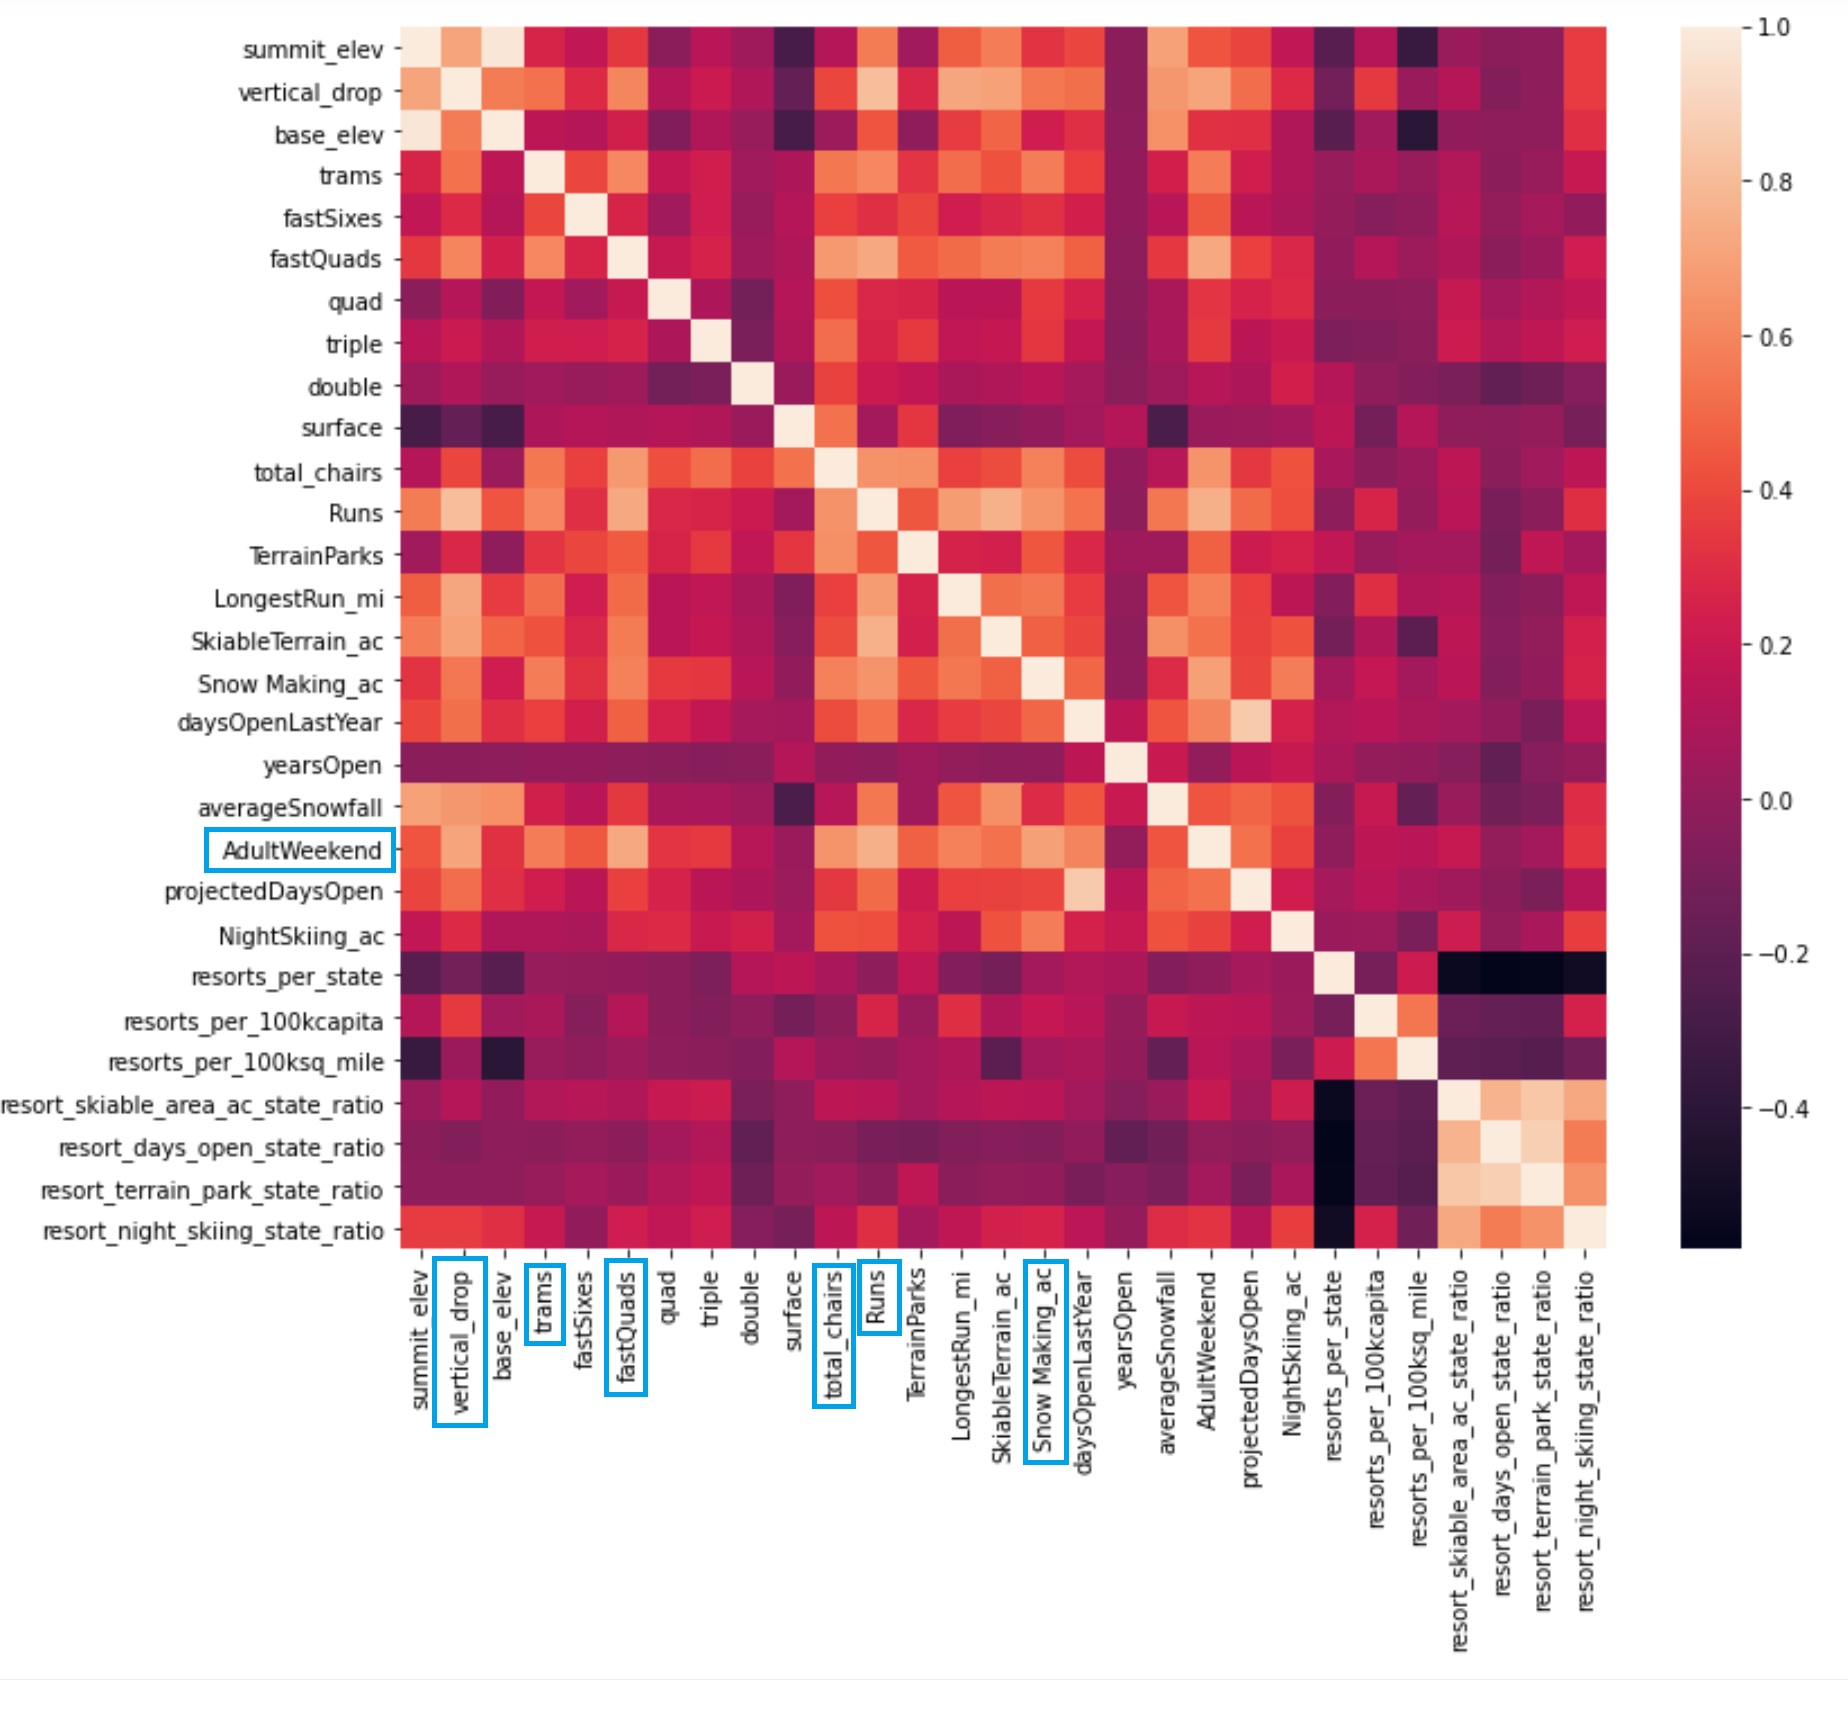 summit_elev
vertical_drop
base_elev
trams
fastSixes
fastQuads
quad
triple
double
surface
total_chairs
Runs
TerrainParks
LongestRun_mi
SkiableTerrain_ac
Snow Making_ac
daysOpenLastYear
yearsOpen
averageSnowfall
AdultWeekend
projectedDaysOpen
NightSkiing_ac
resorts_per_state
resorts_per_100kcapita
resorts_per_100ksq_mile
resort_skiable_area_ac_state_ratio
resort_days_open_state_ratio
resort_terrain_park_state_ratio
resort_night_skiing_state_ratio
summit_elev
vertical_drop
base_elev
trams
fastSixes
fastQuads
quad
triple
double
surface
total_chairs
Runs
TerrainParks
LongestRun_mi
SkiableTerrain_ac
Snow Making_ac
daysOpenLastYear
yearsOpen
averageSnowfall
AdultWeekend
projectedDaysOpen
NightSkiing_ac
resorts_per_state
resorts_per_100kcapita
resorts_per_100ksq_mile
resort_skiable_area_ac_state_ratio
resort_days_open_state_ratio
resort_terrain_park_state_ratio
resort_night_skiing_state_ratio
1.0
0.8
0.6
0.4
0.2
0.0
−0.2
−0.4